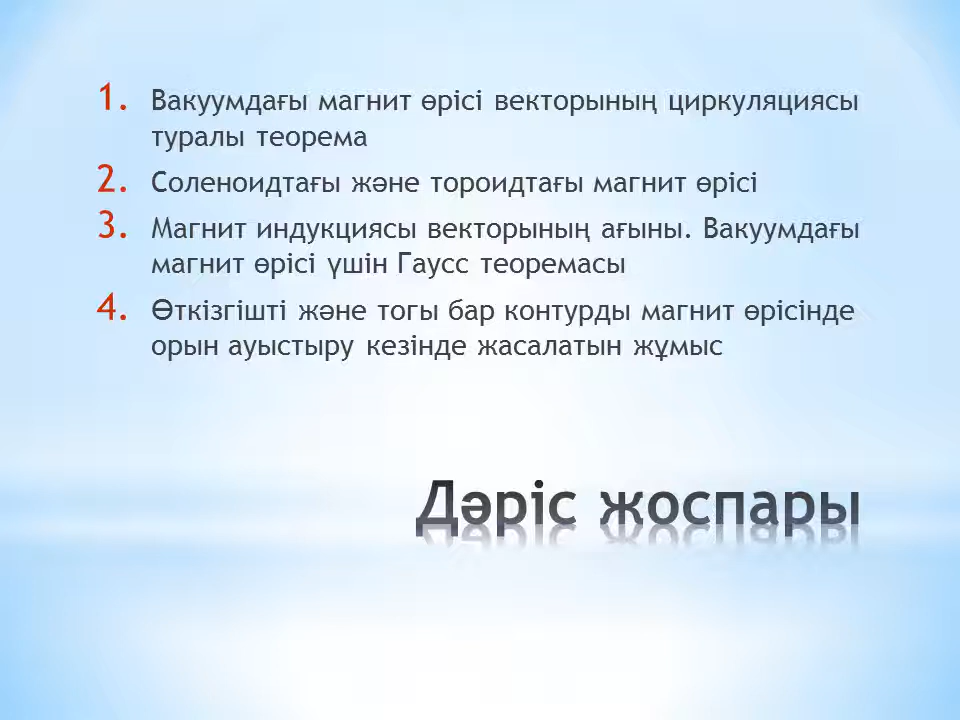 1. Вакуумдағы магнит өрісі векторының циркуляциясы
туралы теорема
2. Соленоидтағы және тороидтағы магнит өрісі
3. Магнит индукциясы векторының ағыны. Вакуумдағы
магнит өрісі үшін Гаусс теоремасы
4. Өткізгішті және тогы бар контурды магнит өрісінде
орын ауыстыру кезінде жасалатын жұмыс
Дәріс жоспары